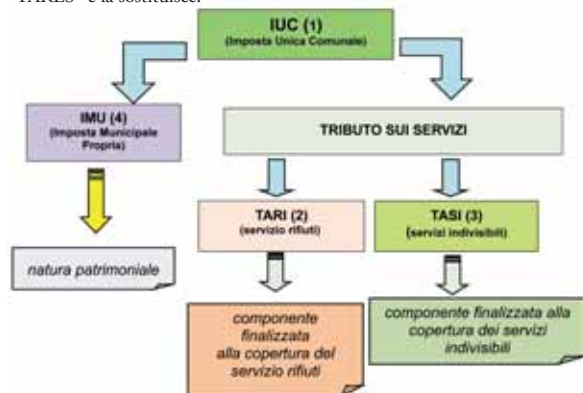 "TARES" e la sostituisce.
IUC (1)
(Imposta Unica Comunale)
IMU (4)
(Imposta Municipale
Propria)
TRIBUTO SUI SERVIZI
TARI (2)
(servizio rifiuti)
TASI (3)
(servizi indivisibili)
natura patrimoniale
componente
finalizzata
alla copertura del
servizio rifiuti
componente finalizzata alla
copertura dei servizi
indivisibili